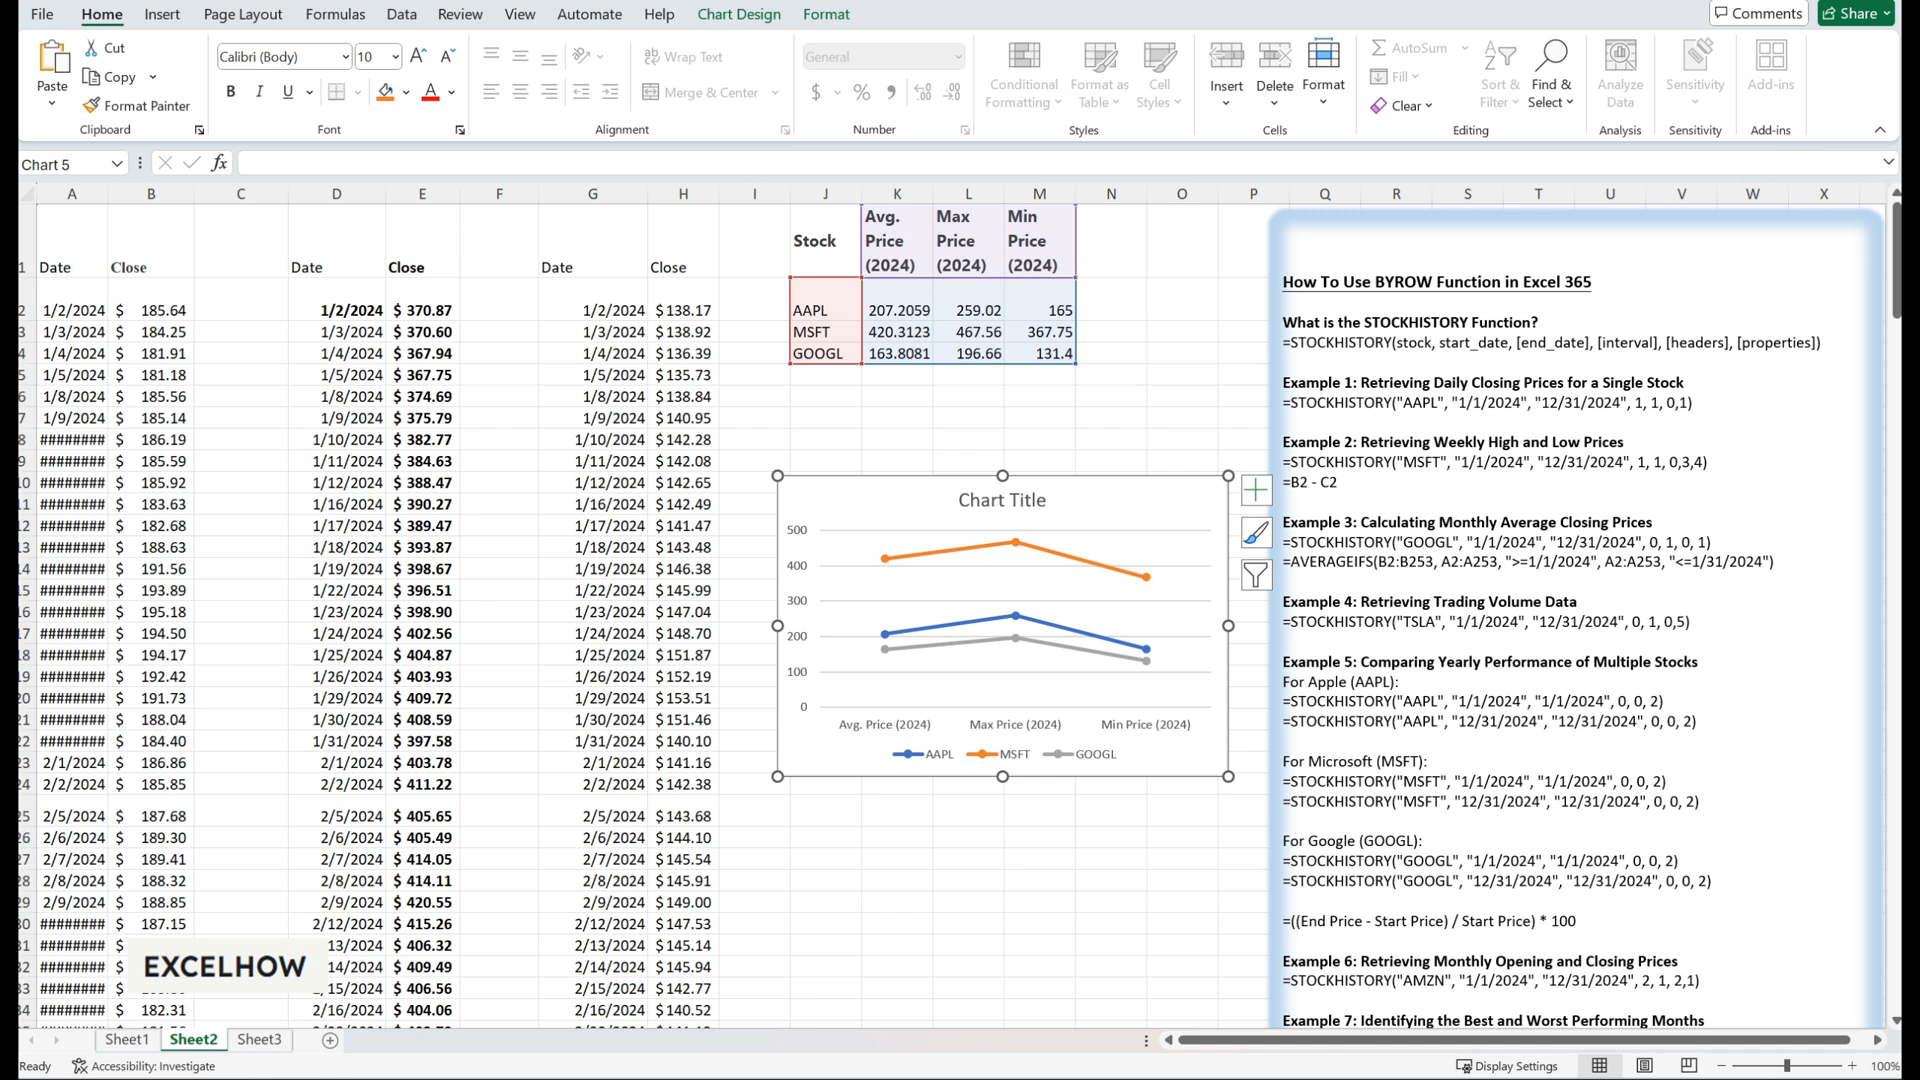 File Home Insert Page Layout Formulas Data Review View Automate Help Chart Design Format Comments Share
Cut
Copy
Format Painter
Paste
Clipboard
Calibri (Body) 10
B I U
Font
Wrap Text
Merge & Center
Alignment
General
$ % 9
Number
Conditional Formatting
Format as Table
Cell Styles
Styles
Insert Delete Format
Cells
AutoSum
Fill
Clear
Sort & Filter
Find & Select
Editing
Analyze Data
Analysis
Sensitivity
Sensitivity
Add-ins
Add-ins
Chart 5 fx
A B C D E F G H I J K L M N O P Q R S T U V W X
Stock Avg. Price (2024) Max Price (2024) Min Price (2024)
1 Date Close Date Close Date Close
2 1/2/2024 $ 185.64 1/2/2024 $ 370.87 1/2/2024 $ 138.17 AAPL 207.2059 259.02 165
3 1/3/2024 $ 184.25 1/3/2024 $ 370.60 1/3/2024 $ 138.92 MSFT 420.3123 467.56 367.75
4 1/4/2024 $ 181.91 1/4/2024 $ 367.94 1/4/2024 $ 136.39 GOOGL 163.8081 196.66 131.4
5 1/5/2024 $ 181.18 1/5/2024 $ 367.75 1/5/2024 $ 135.73
6 1/8/2024 $ 185.56 1/8/2024 $ 374.69 1/8/2024 $ 138.84
7 1/9/2024 $ 185.14 1/9/2024 $ 375.79 1/9/2024 $ 140.95
8 ######## $ 186.19 1/10/2024 $ 382.77 1/10/2024 $ 142.28
9 ######## $ 185.59 1/11/2024 $ 384.63 1/11/2024 $ 142.08
10 ######## $ 185.92 1/12/2024 $ 388.47 1/12/2024 $ 142.65
11 ######## $ 183.63 1/16/2024 $ 390.27 1/16/2024 $ 142.49
12 ######## $ 182.68 1/17/2024 $ 389.47 1/17/2024 $ 141.47
13 ######## $ 188.63 1/18/2024 $ 393.87 1/18/2024 $ 143.48
14 ######## $ 191.56 1/19/2024 $ 398.67 1/19/2024 $ 146.38
15 ######## $ 193.89 1/22/2024 $ 396.51 1/22/2024 $ 145.99
16 ######## $ 195.18 1/23/2024 $ 398.90 1/23/2024 $ 147.04
17 ######## $ 194.50 1/24/2024 $ 402.56 1/24/2024 $ 148.70
18 ######## $ 194.17 1/25/2024 $ 404.87 1/25/2024 $ 151.87
19 ######## $ 192.42 1/26/2024 $ 403.93 1/26/2024 $ 152.19
20 ######## $ 191.73 1/29/2024 $ 409.72 1/29/2024 $ 153.51
21 ######## $ 188.04 1/30/2024 $ 408.59 1/30/2024 $ 151.46
22 ######## $ 184.40 1/31/2024 $ 397.58 1/31/2024 $ 140.10
23 2/1/2024 $ 186.86 2/1/2024 $ 403.78 2/1/2024 $ 141.16
24 2/2/2024 $ 185.85 2/2/2024 $ 411.22 2/2/2024 $ 142.38
25 2/5/2024 $ 187.68 2/5/2024 $ 405.65 2/5/2024 $ 143.68
26 2/6/2024 $ 189.30 2/6/2024 $ 405.49 2/6/2024 $ 144.10
27 2/7/2024 $ 189.41 2/7/2024 $ 414.05 2/7/2024 $ 145.54
28 2/8/2024 $ 188.32 2/8/2024 $ 414.11 2/8/2024 $ 145.91
29 2/9/2024 $ 188.85 2/9/2024 $ 420.55 2/9/2024 $ 149.00
30 ######## $ 187.15 2/12/2024 $ 415.26 2/12/2024 $ 147.53
31 ######## $ 13/2024 $ 406.32 2/13/2024 $ 145.14
32 ######## $ 14/2024 $ 409.49 2/14/2024 $ 145.94
33 ######## $ 15/2024 $ 406.56 2/15/2024 $ 142.77
34 ######## $ 182.31 2/16/2024 $ 404.06 2/16/2024 $ 140.52
EXCELHOW
Chart Title
500
400
300
200
100
0
Avg. Price (2024) Max Price (2024) Min Price (2024)
AAPL MSFT GOOGL
How To Use BYROW Function in Excel 365
What is the STOCKHISTORY Function?
=STOCKHISTORY(stock, start_date, [end_date], [interval], [headers], [properties])
Example 1: Retrieving Daily Closing Prices for a Single Stock
=STOCKHISTORY("AAPL", "1/1/2024", "12/31/2024", 1, 1, 0,1)
Example 2: Retrieving Weekly High and Low Prices
=STOCKHISTORY("MSFT", "1/1/2024", "12/31/2024", 1, 1, 0,3,4)
=B2 - C2
Example 3: Calculating Monthly Average Closing Prices
=STOCKHISTORY("GOOGL", "1/1/2024", "12/31/2024", 0, 1, 0, 1)
=AVERAGEIFS(B2:B253, A2:A253, ">=1/1/2024", A2:A253, "<=1/31/2024")
Example 4: Retrieving Trading Volume Data
=STOCKHISTORY("TSLA", "1/1/2024", "12/31/2024", 0, 1, 0,5)
Example 5: Comparing Yearly Performance of Multiple Stocks
For Apple (AAPL):
=STOCKHISTORY("AAPL", "1/1/2024", "1/1/2024", 0, 0, 2)
=STOCKHISTORY("AAPL", "12/31/2024", "12/31/2024", 0, 0, 2)
For Microsoft (MSFT):
=STOCKHISTORY("MSFT", "1/1/2024", "1/1/2024", 0, 0, 2)
=STOCKHISTORY("MSFT", "12/31/2024", "12/31/2024", 0, 0, 2)
For Google (GOOGL):
=STOCKHISTORY("GOOGL", "1/1/2024", "1/1/2024", 0, 0, 2)
=STOCKHISTORY("GOOGL", "12/31/2024", "12/31/2024", 0, 0, 2)
=((End Price - Start Price) / Start Price) * 100
Example 6: Retrieving Monthly Opening and Closing Prices
=STOCKHISTORY("AMZN", "1/1/2024", "12/31/2024", 2, 1, 2,1)
Example 7: Identifying the Best and Worst Performing Months
Sheet1 Sheet2 Sheet3
Ready Accessibility: Investigate Display Settings 100%